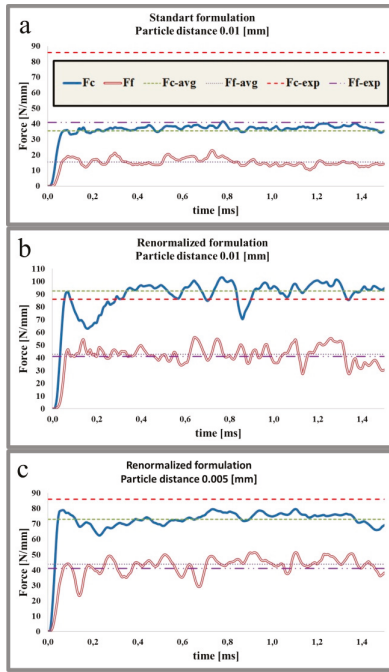 a
Standart formulation
Particle distance 0.01 [mm]
Force [N/mm]
90
80
70
60
50
40
30
20
10
0
Fc Ff Fc-avg Ff-avg Fc-exp Ff-exp
0,0 0,2 0,4 0,6 0,8 1,0 1,2 1,4
time [ms]
b
Renormalized formulation
Particle distance 0.01 [mm]
Force [N/mm]
110
100
90
80
70
60
50
40
30
20
10
0
0,0 0,2 0,4 0,6 0,8 1,0 1,2 1,4
time [ms]
c
Renormalized formulation
Particle distance 0.005 [mm]
Force [N/mm]
90
80
70
60
50
40
30
20
10
0
0,0 0,2 0,4 0,6 0,8 1,0 1,2 1,4
time [ms]